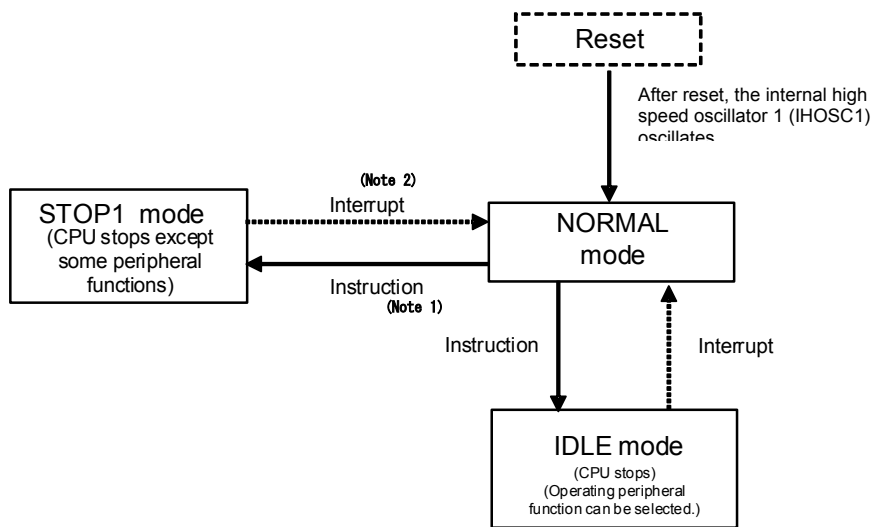 Reset
After reset, the internal high
speed oscillator 1 (IHOSC1)
oscillates
(Note 2)
Interrupt
STOP1 mode
(CPU stops except
some peripheral
functions)
NORMAL
mode
Instruction
(Note 1)
Instruction
Interrupt
IDLE mode
(CPU stops)
(Operating peripheral
function can be selected.)